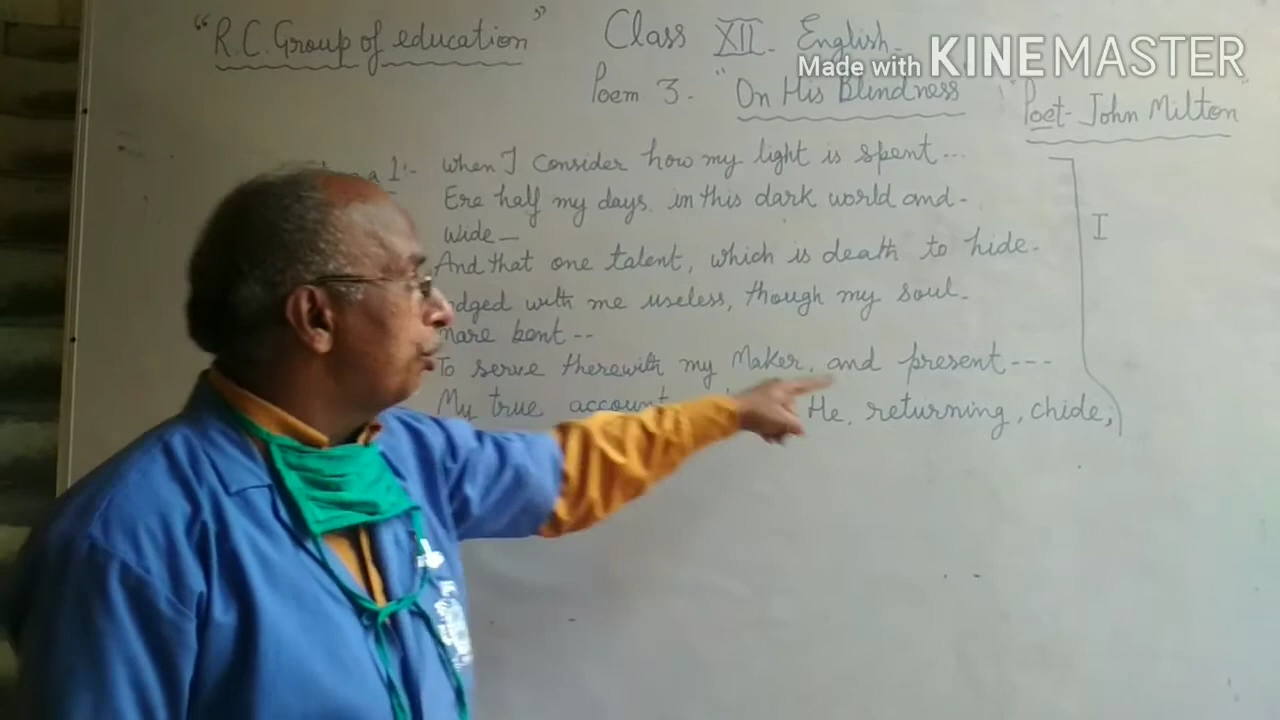 "R.C. Group of education"
Class XII - English -
Made with KINEMASTER
Poem 3 - "On His Blindness
"Poet - John Milton"
1:- When I consider how my light is spent...
Ere half my days in this dark world and -
wide —
And that one talent, which is death to hide -
me useless, though my soul -
more bent --
To serve therewith my Maker, and present ---
My true account He, returning, chide;
I